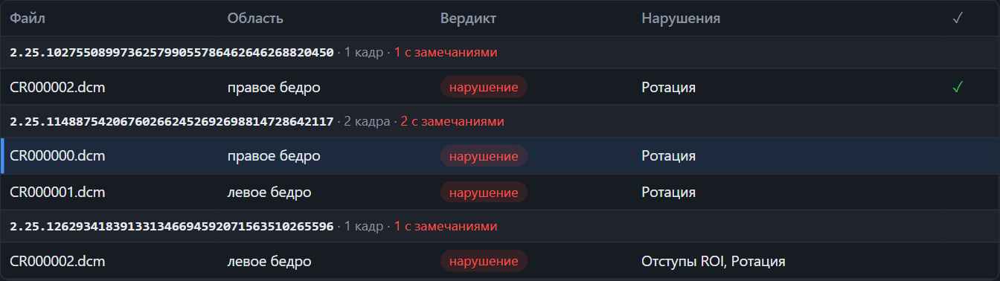 Файл Область Вердикт Нарушения ✓
2.25.102755089973625799055786462646268820450 · 1 кадр · 1 с замечаниями
CR000002.dcm правое бедро нарушение Ротация ✓
2.25.114887542067602662452692698814728642117 · 2 кадра · 2 с замечаниями
CR000000.dcm правое бедро нарушение Ротация
CR000001.dcm левое бедро нарушение Ротация
2.25.126293418391331346694592071563510265596 · 1 кадр · 1 с замечаниями
CR000002.dcm левое бедро нарушение Отступы ROI, Ротация